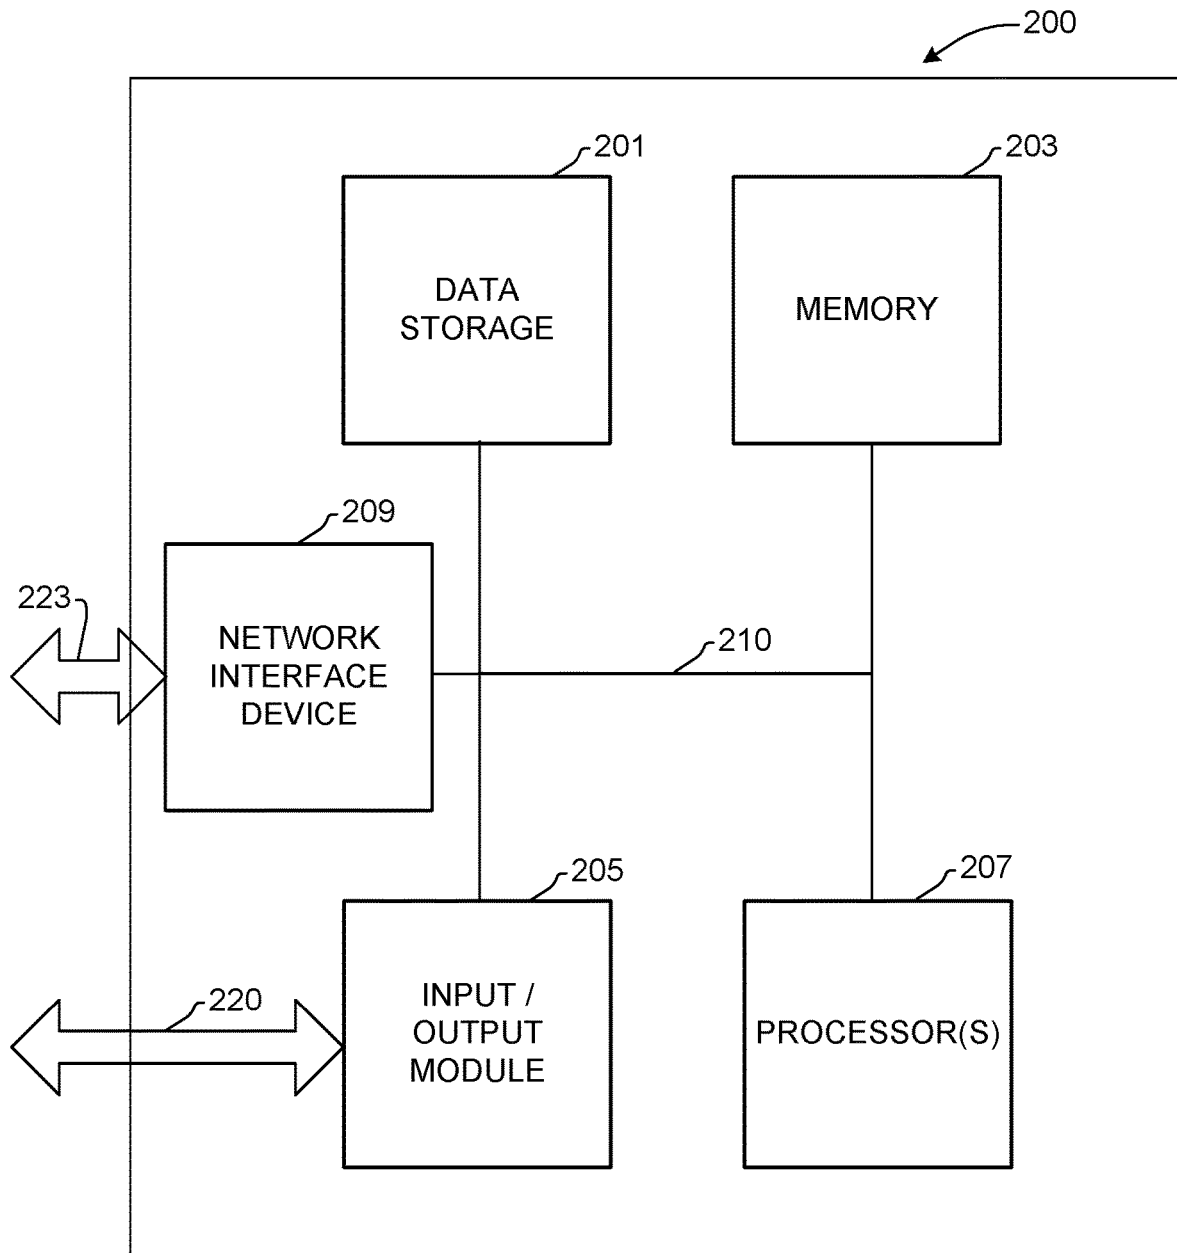 200
201
203
DATA
STORAGE
MEMORY
209
223
NETWORK
INTERFACE
DEVICE
210
205
207
220
INPUT /
OUTPUT
MODULE
PROCESSOR(S)